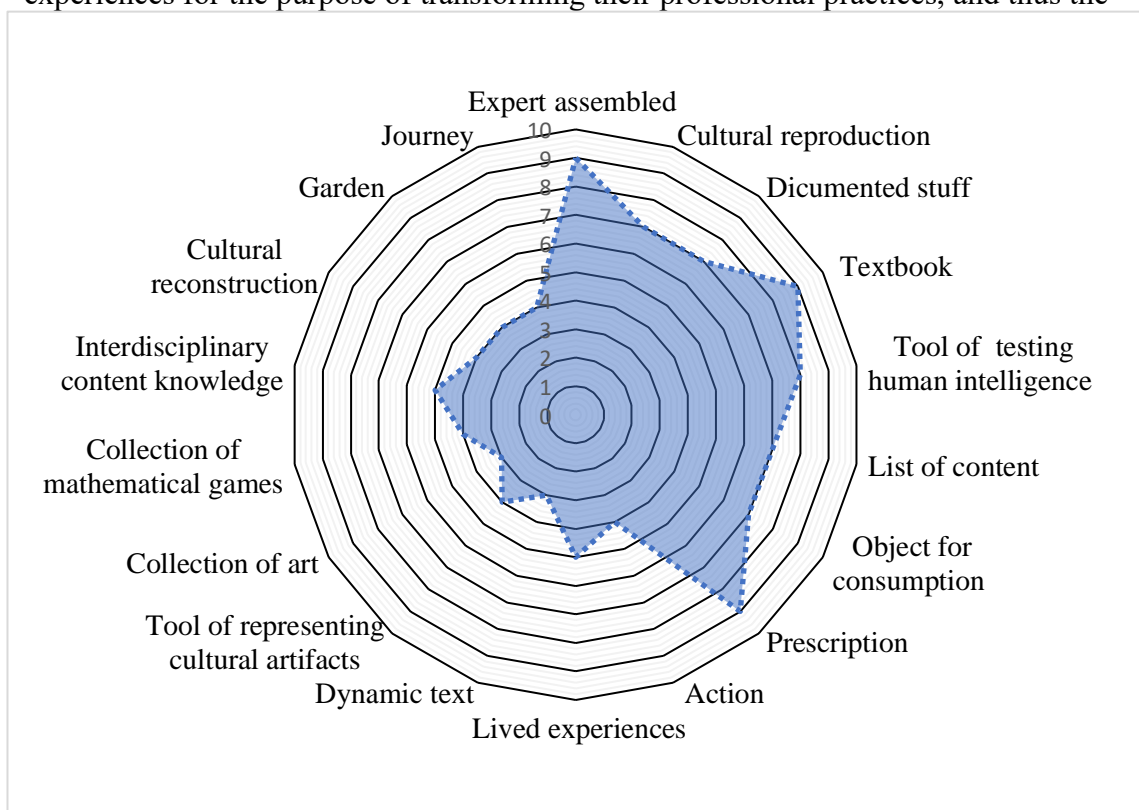 experiences for the purpose of transforming their professional practices, and thus the
Expert assembled
Cultural reproduction
Dicumented stuff
Textbook
Tool of testing
human intelligence
List of content
Object for
consumption
Prescription
Action
Lived experiences
Dynamic text
Tool of representing
cultural artifacts
Collection of art
Collection of
mathematical games
Interdisciplinary
content knowledge
Cultural
reconstruction
Garden
Journey
10
9
8
7
6
5
4
3
2
1
0